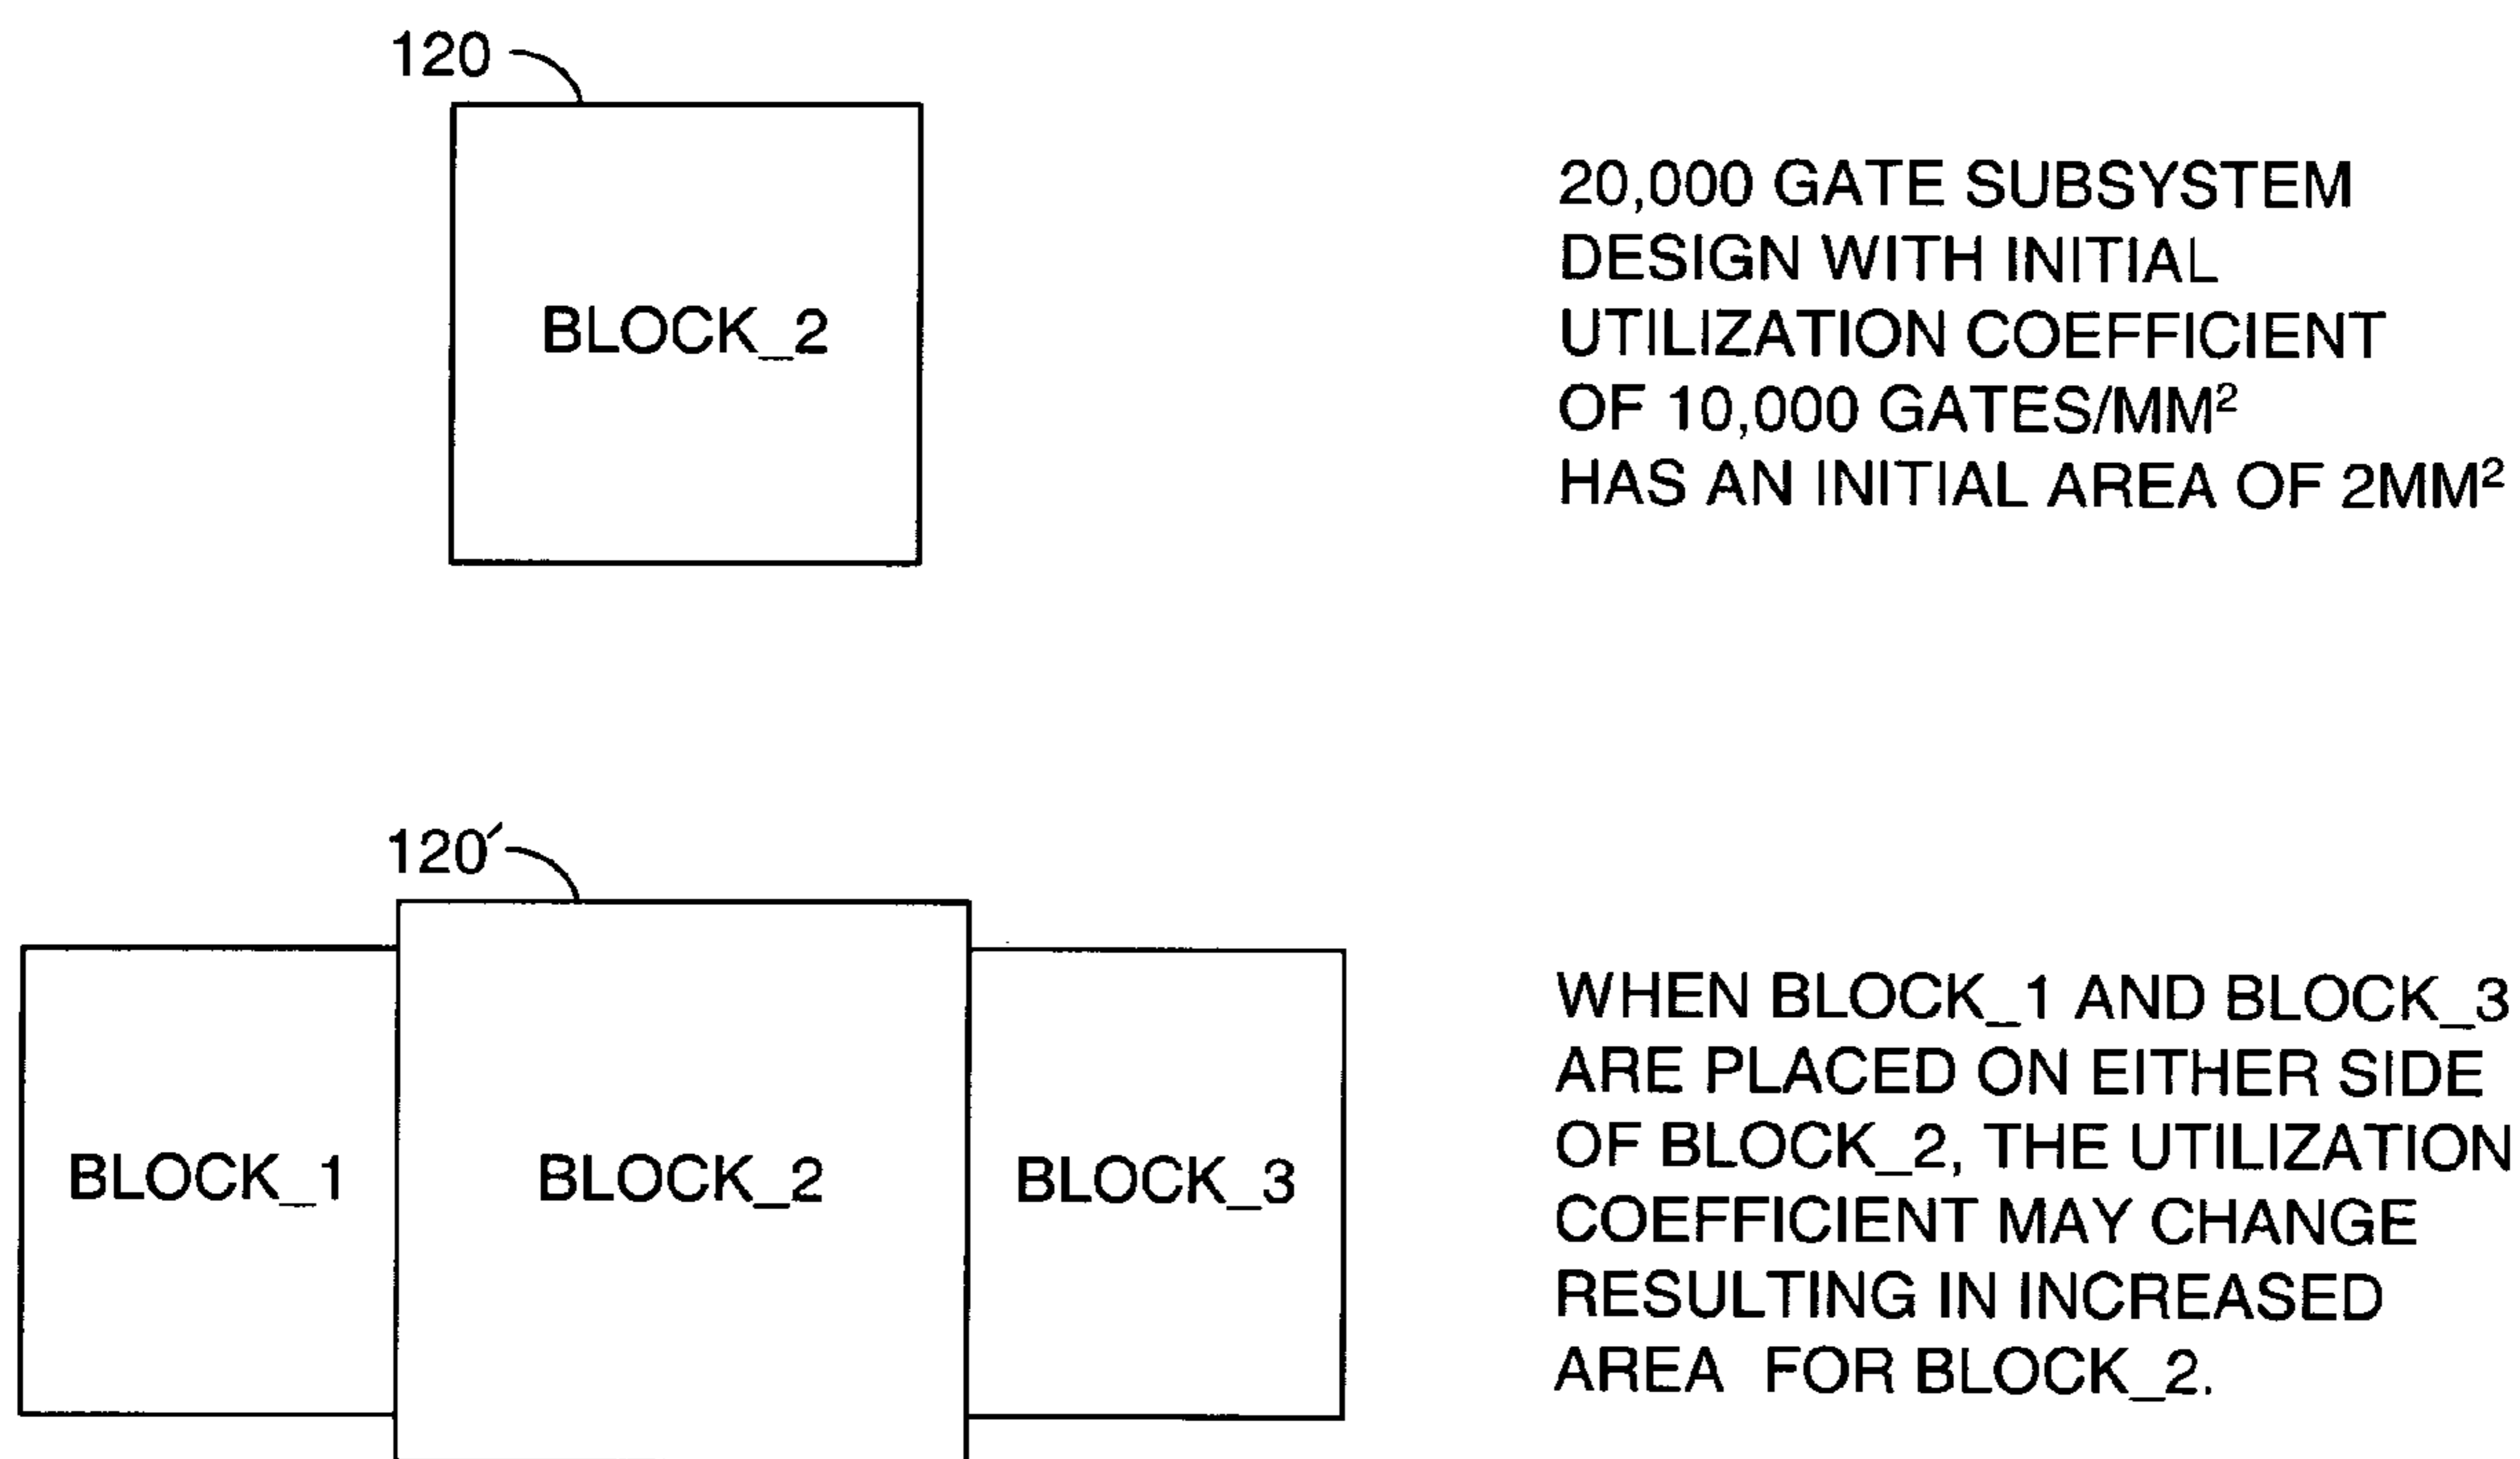 120
BLOCK_2
20,000 GATE SUBSYSTEM
DESIGN WITH INITIAL
UTILIZATION COEFFICIENT
OF 10,000 GATES/MM²
HAS AN INITIAL AREA OF 2MM²
120′
BLOCK_1
BLOCK_2
BLOCK_3
WHEN BLOCK_1 AND BLOCK_3
ARE PLACED ON EITHER SIDE
OF BLOCK_2, THE UTILIZATION
COEFFICIENT MAY CHANGE
RESULTING IN INCREASED
AREA FOR BLOCK_2.